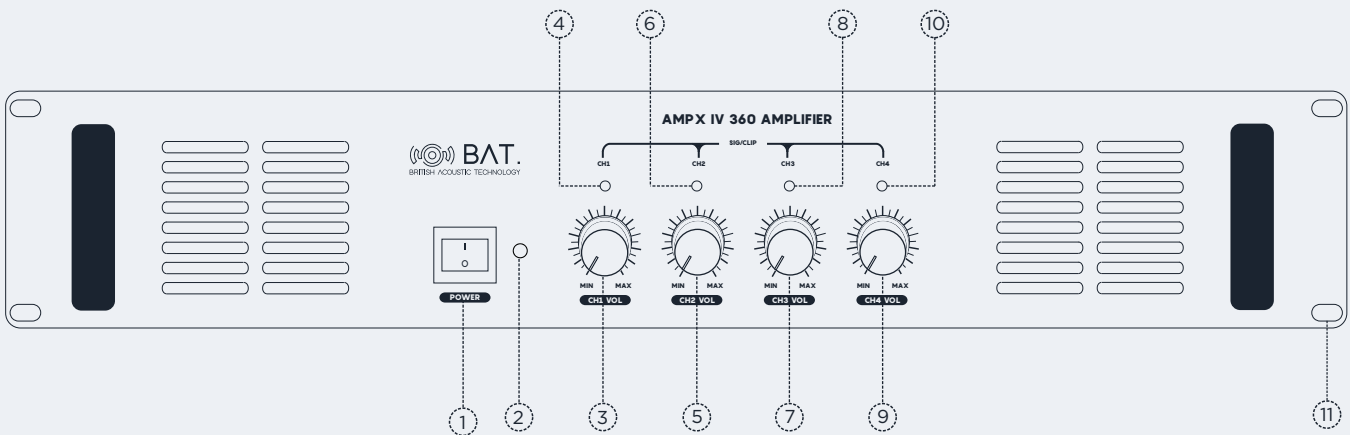 4 6 8 10
AMPX IV 360 AMPLIFIER
SIG/CLIP
CH1 CH2 CH3 CH4
BAT.
BRITISH ACOUSTIC TECHNOLOGY
I
O
MIN MAX MIN MAX MIN MAX MIN MAX
POWER CH1 VOL CH2 VOL CH3 VOL CH4 VOL
1 2 3 5 7 9 11